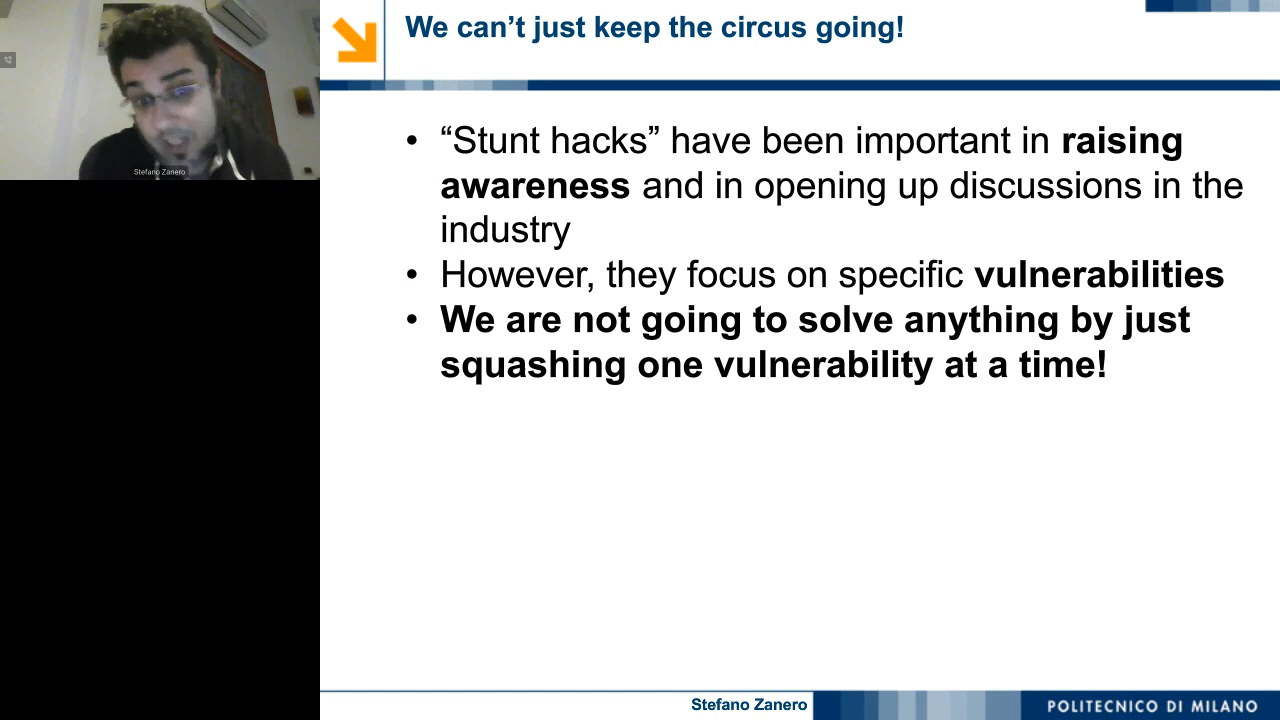 Stefano Zanero
We can’t just keep the circus going!
• “Stunt hacks” have been important in raising
awareness and in opening up discussions in the
industry
• However, they focus on specific vulnerabilities
• We are not going to solve anything by just
squashing one vulnerability at a time!
Stefano Zanero
POLITECNICO DI MILANO